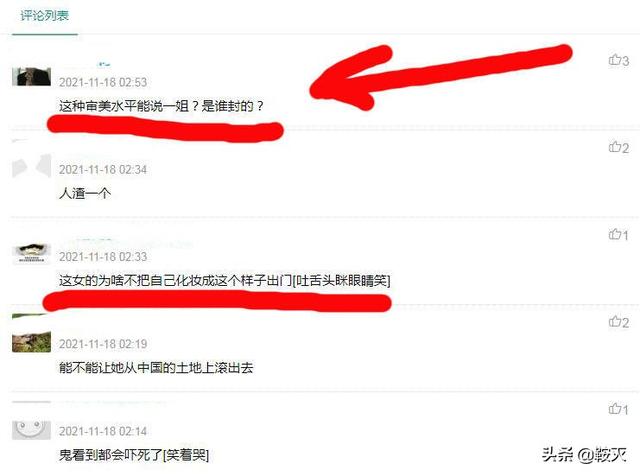 评论列表
3
2021-11-18 02:53
这种审美水平能说一姐？是谁封的？
2
2021-11-18 02:34
人渣一个
1
2021-11-18 02:33
这女的为啥不把自己化妆成这个样子出门[吐舌头眯眼睛笑]
2
2021-11-18 02:19
能不能让她从中国的土地上滚出去
1
2021-11-18 02:13
鬼看到都会吓死了[笑着哭]
头条 @鞍灭